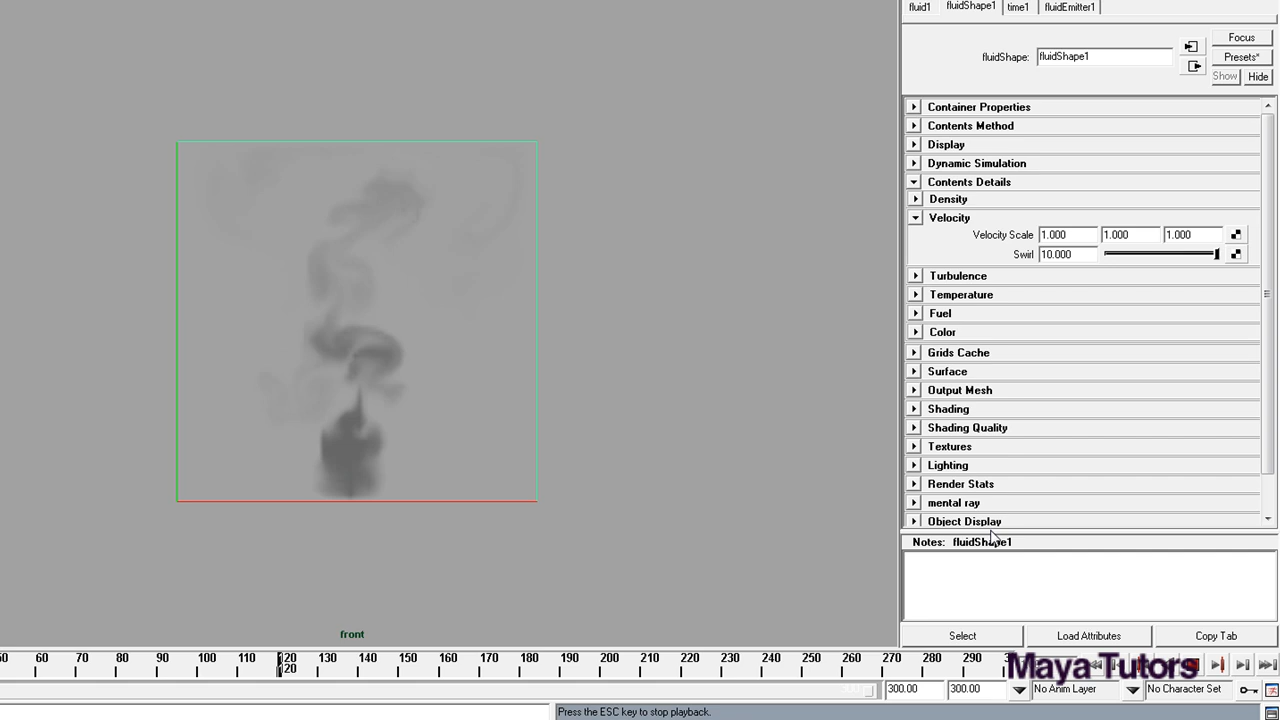 fluid1 fluidShape1 time1 fluidEmitter1
Focus
fluidShape: fluidShape1 Presets*
Show Hide
Container Properties
Contents Method
Display
Dynamic Simulation
Contents Details
Density
Velocity
Velocity Scale 1.000 1.000 1.000
Swirl 10.000
Turbulence
Temperature
Fuel
Color
Grids Cache
Surface
Output Mesh
Shading
Shading Quality
Textures
Lighting
Render Stats
mental ray
Object Display
Notes: fluidShape1
front
Select Load Attributes Copy Tab
60 70 80 90 100 110 120 130 140 150 160 170 180 190 200 210 220 230 240 250 260 270 280 290
120
Maya Tutors
300.00 300.00 No Anim Layer No Character Set
Press the ESC key to stop playback.